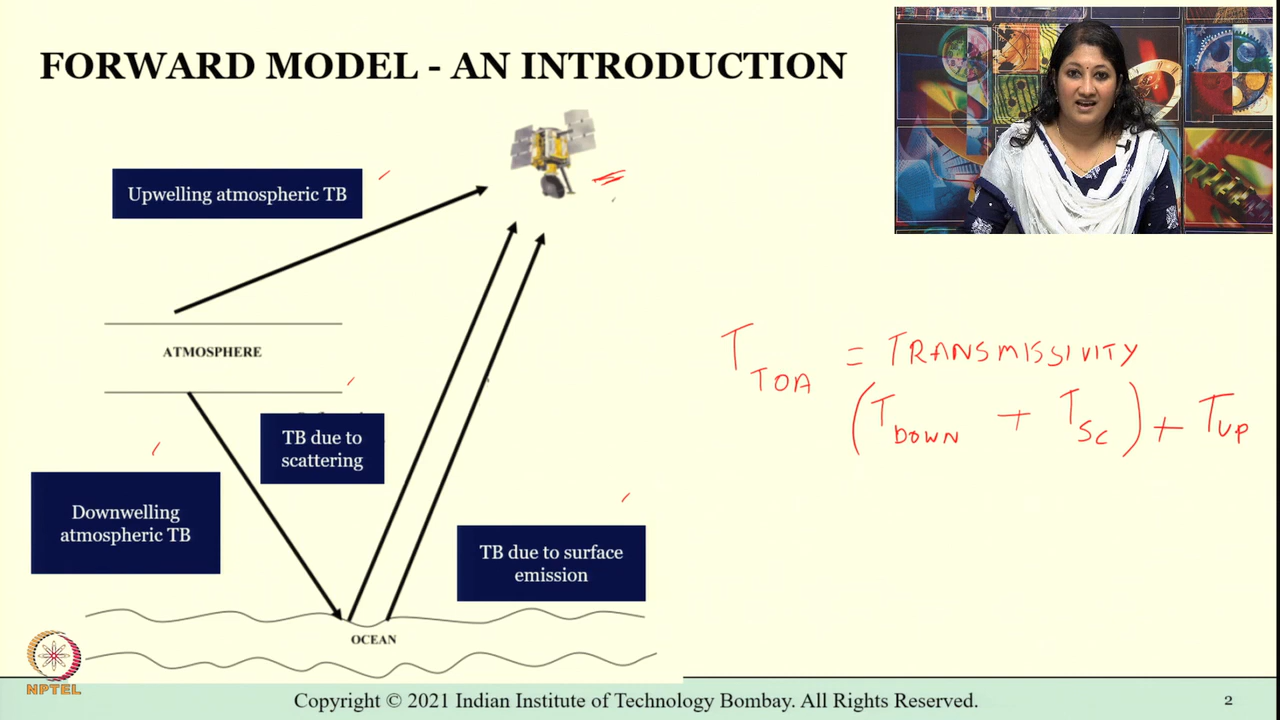 FORWARD MODEL - AN INTRODUCTION
Upwelling atmospheric TB
ATMOSPHERE
TB due to
scattering
Downwelling
atmospheric TB
TB due to surface
emission
OCEAN
T TOA = TRANSMISSIVITY
(T DOWN + T SC) + T UP
NPTEL
Copyright © 2021 Indian Institute of Technology Bombay. All Rights Reserved.
2